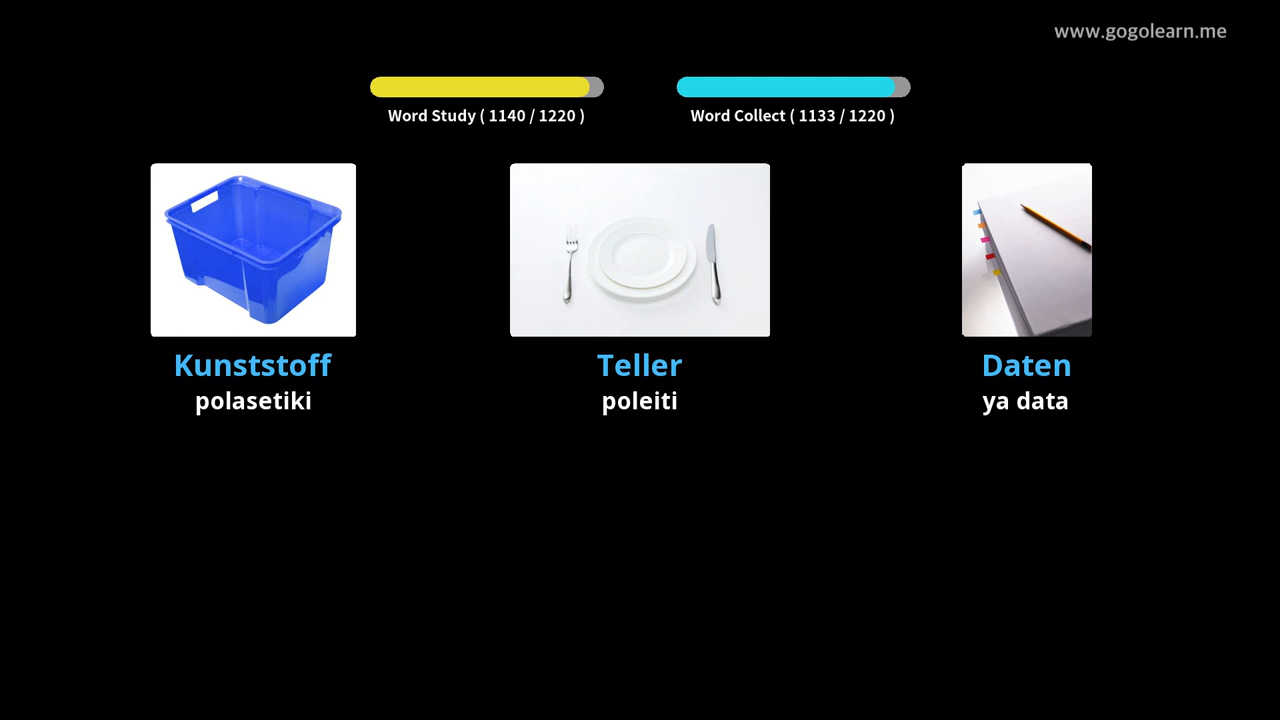 www.gogolearn.me
Word Study ( 1140 / 1220 )
Word Collect ( 1133 / 1220 )
Kunststoff
polasetiki
Teller
poleiti
Daten
ya data